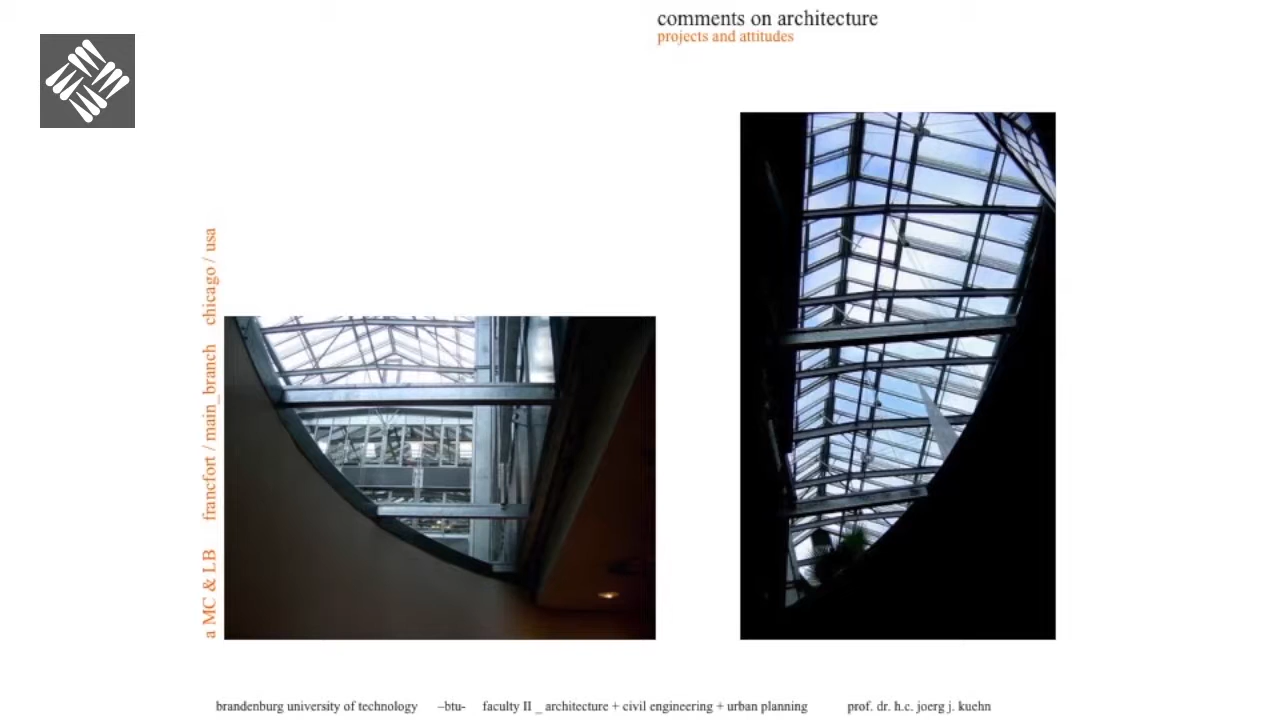 comments on architecture
projects and attitudes
a MC & LB francfort / main_branch chicago / usa
brandenburg university of technology –btu- faculty II _ architecture + civil engineering + urban planning prof. dr. h.c. joerg j. kuehn